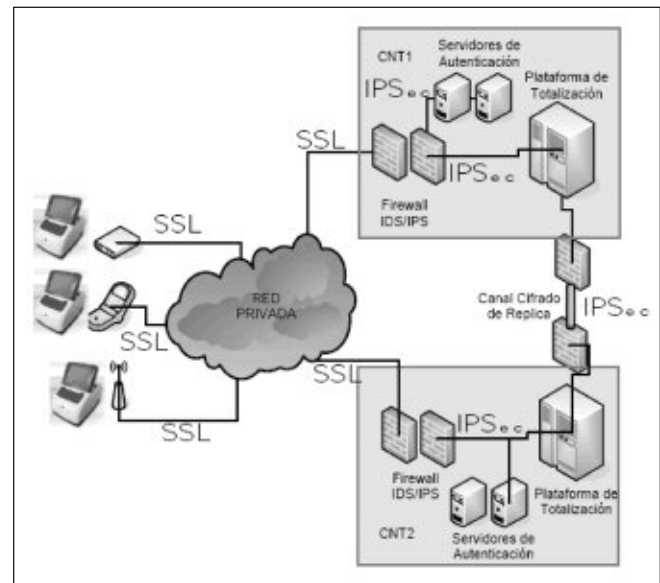 CNT1
Servidores de
Autenticación
Plataforma de
Totalización
IPSec
SSL
IPSec
Firewall
IDS/IPS
SSL
SSL
SSL
RED
PRIVADA
Canal Cifrado
de Replica
IPSec
SSL
IPSec
Firewall
IDS/IPS
Plataforma de
Totalización
Servidores de
Autenticación
CNT2